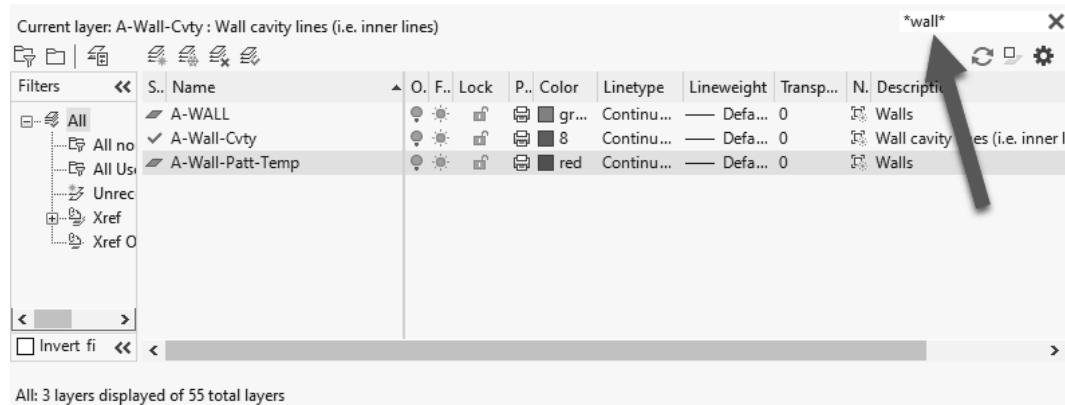 Current layer: A-Wall-Cvty : Wall cavity lines (i.e. inner lines)
*wall*
Filters S.. Name O. F.. Lock P.. Color Linetype Lineweight Transp... N. Descriptio
All
All no
All Us
Unrec
Xref
Xref O
A-WALL gr... Continu... Defa... 0 Walls
A-Wall-Cvty 8 Continu... Defa... 0 Wall cavity es (i.e. inner l
A-Wall-Patt-Temp red Continu... Defa... 0 Walls
Invert fi
All: 3 layers displayed of 55 total layers